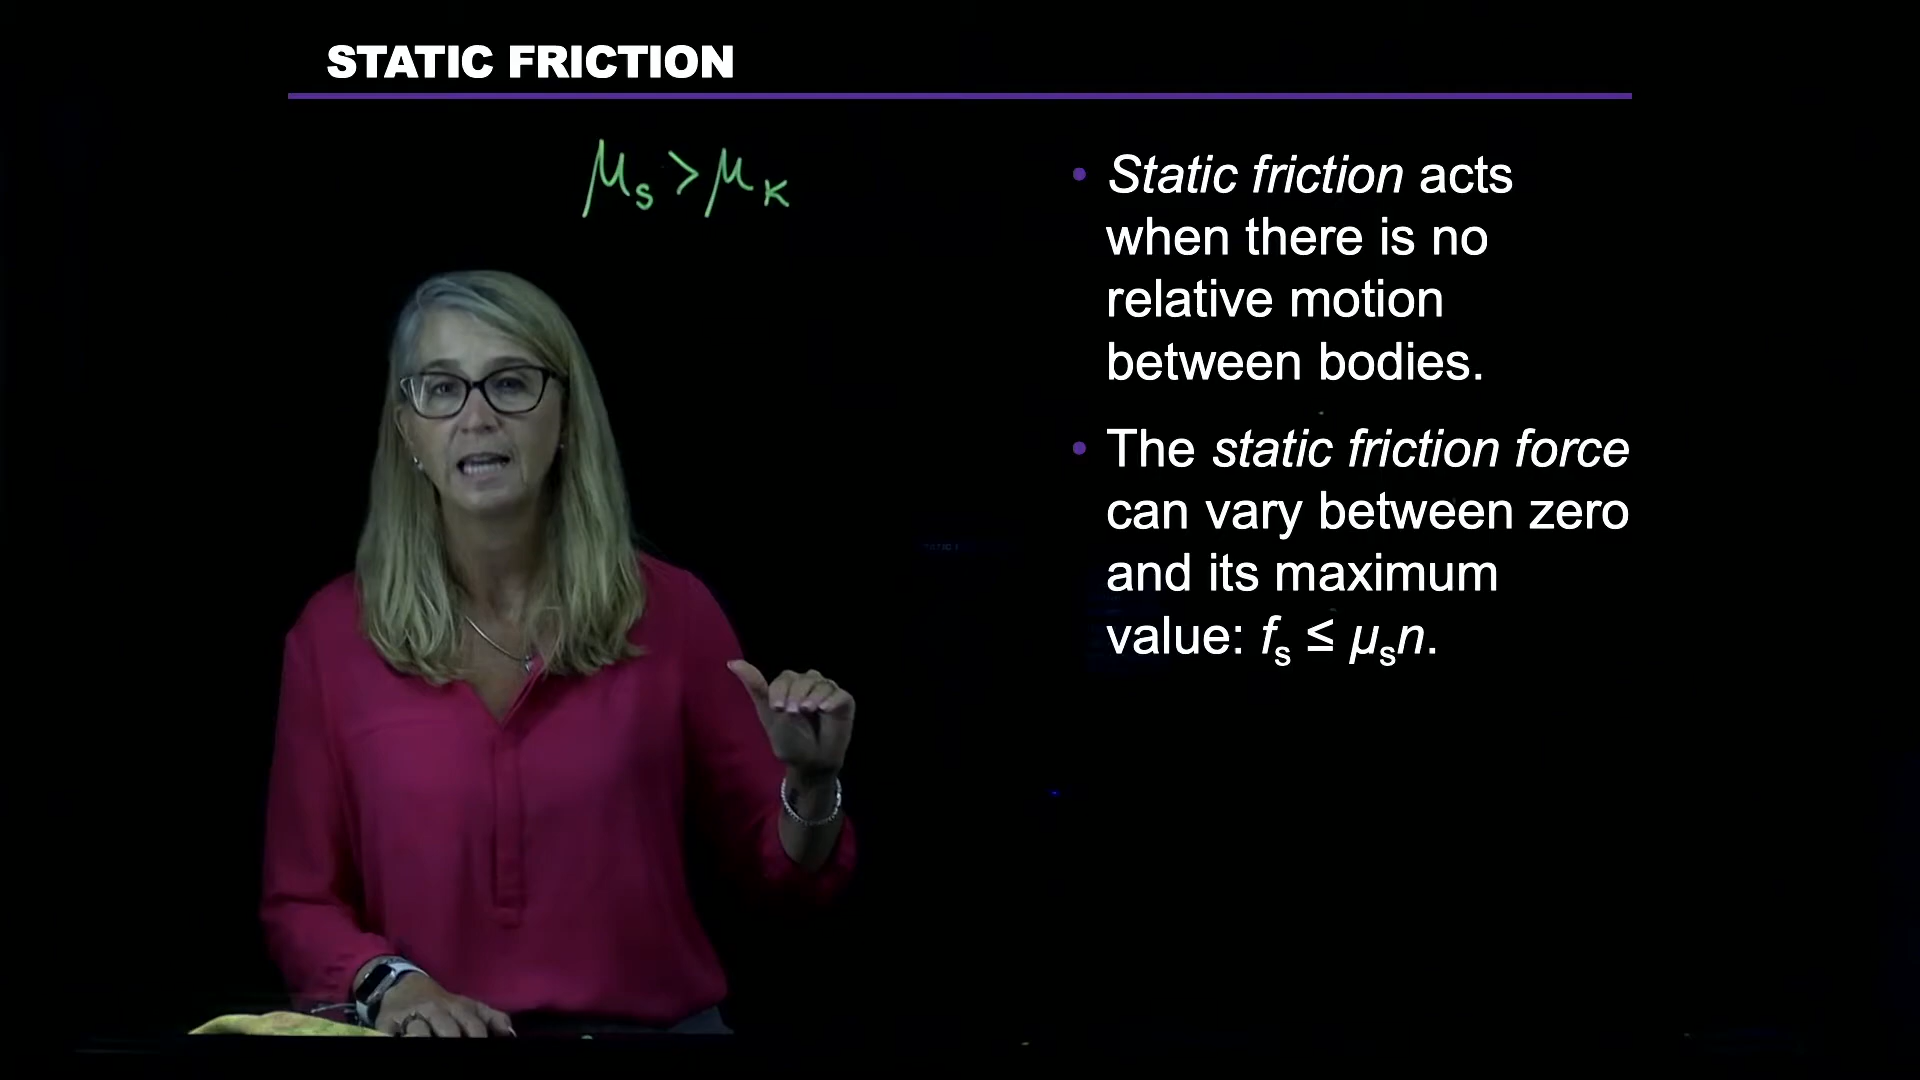 STATIC FRICTION
μs > μK
• Static friction acts
when there is no
relative motion
between bodies.
• The static friction force
can vary between zero
and its maximum
value: fs ≤ μsn.